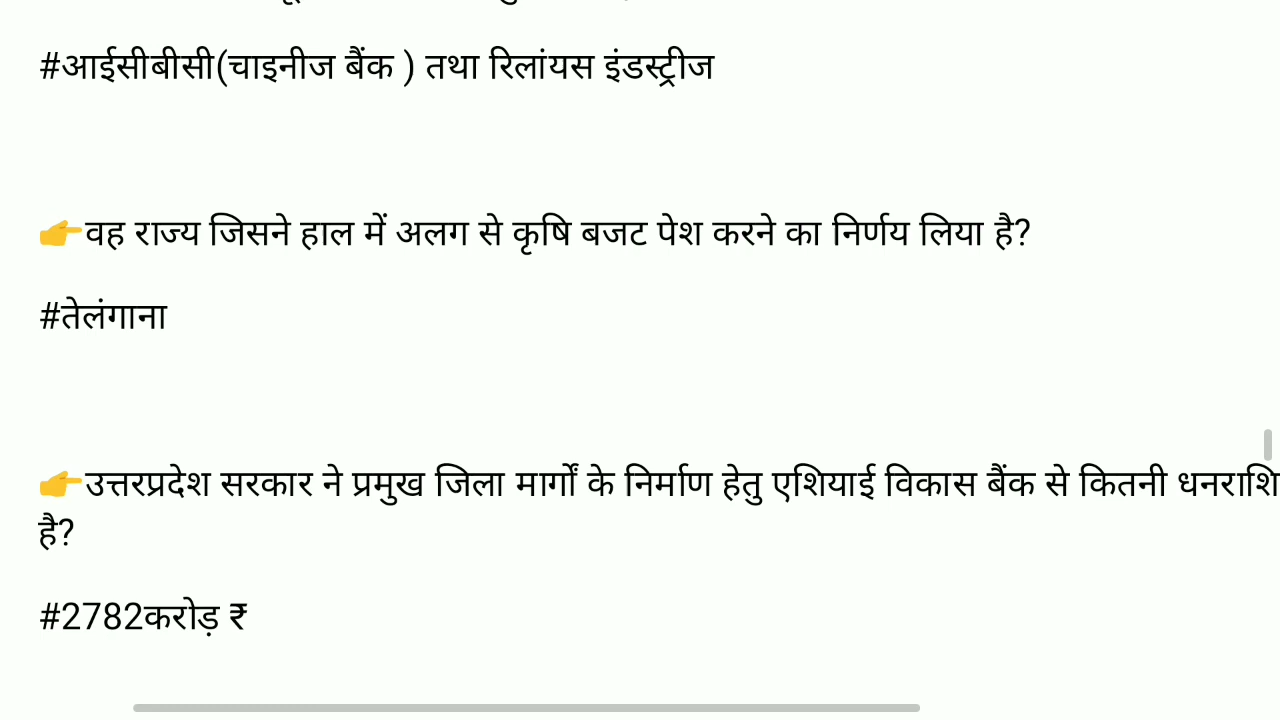 #आईसीबीसी(चाइनीज बैंक ) तथा रिलांयस इंडस्ट्रीज
👉वह राज्य जिसने हाल में अलग से कृषि बजट पेश करने का निर्णय लिया है?
#तेलंगाना
👉उत्तरप्रदेश सरकार ने प्रमुख जिला मार्गों के निर्माण हेतु एशियाई विकास बैंक से कितनी धनराशि
है?
#2782करोड़ ₹